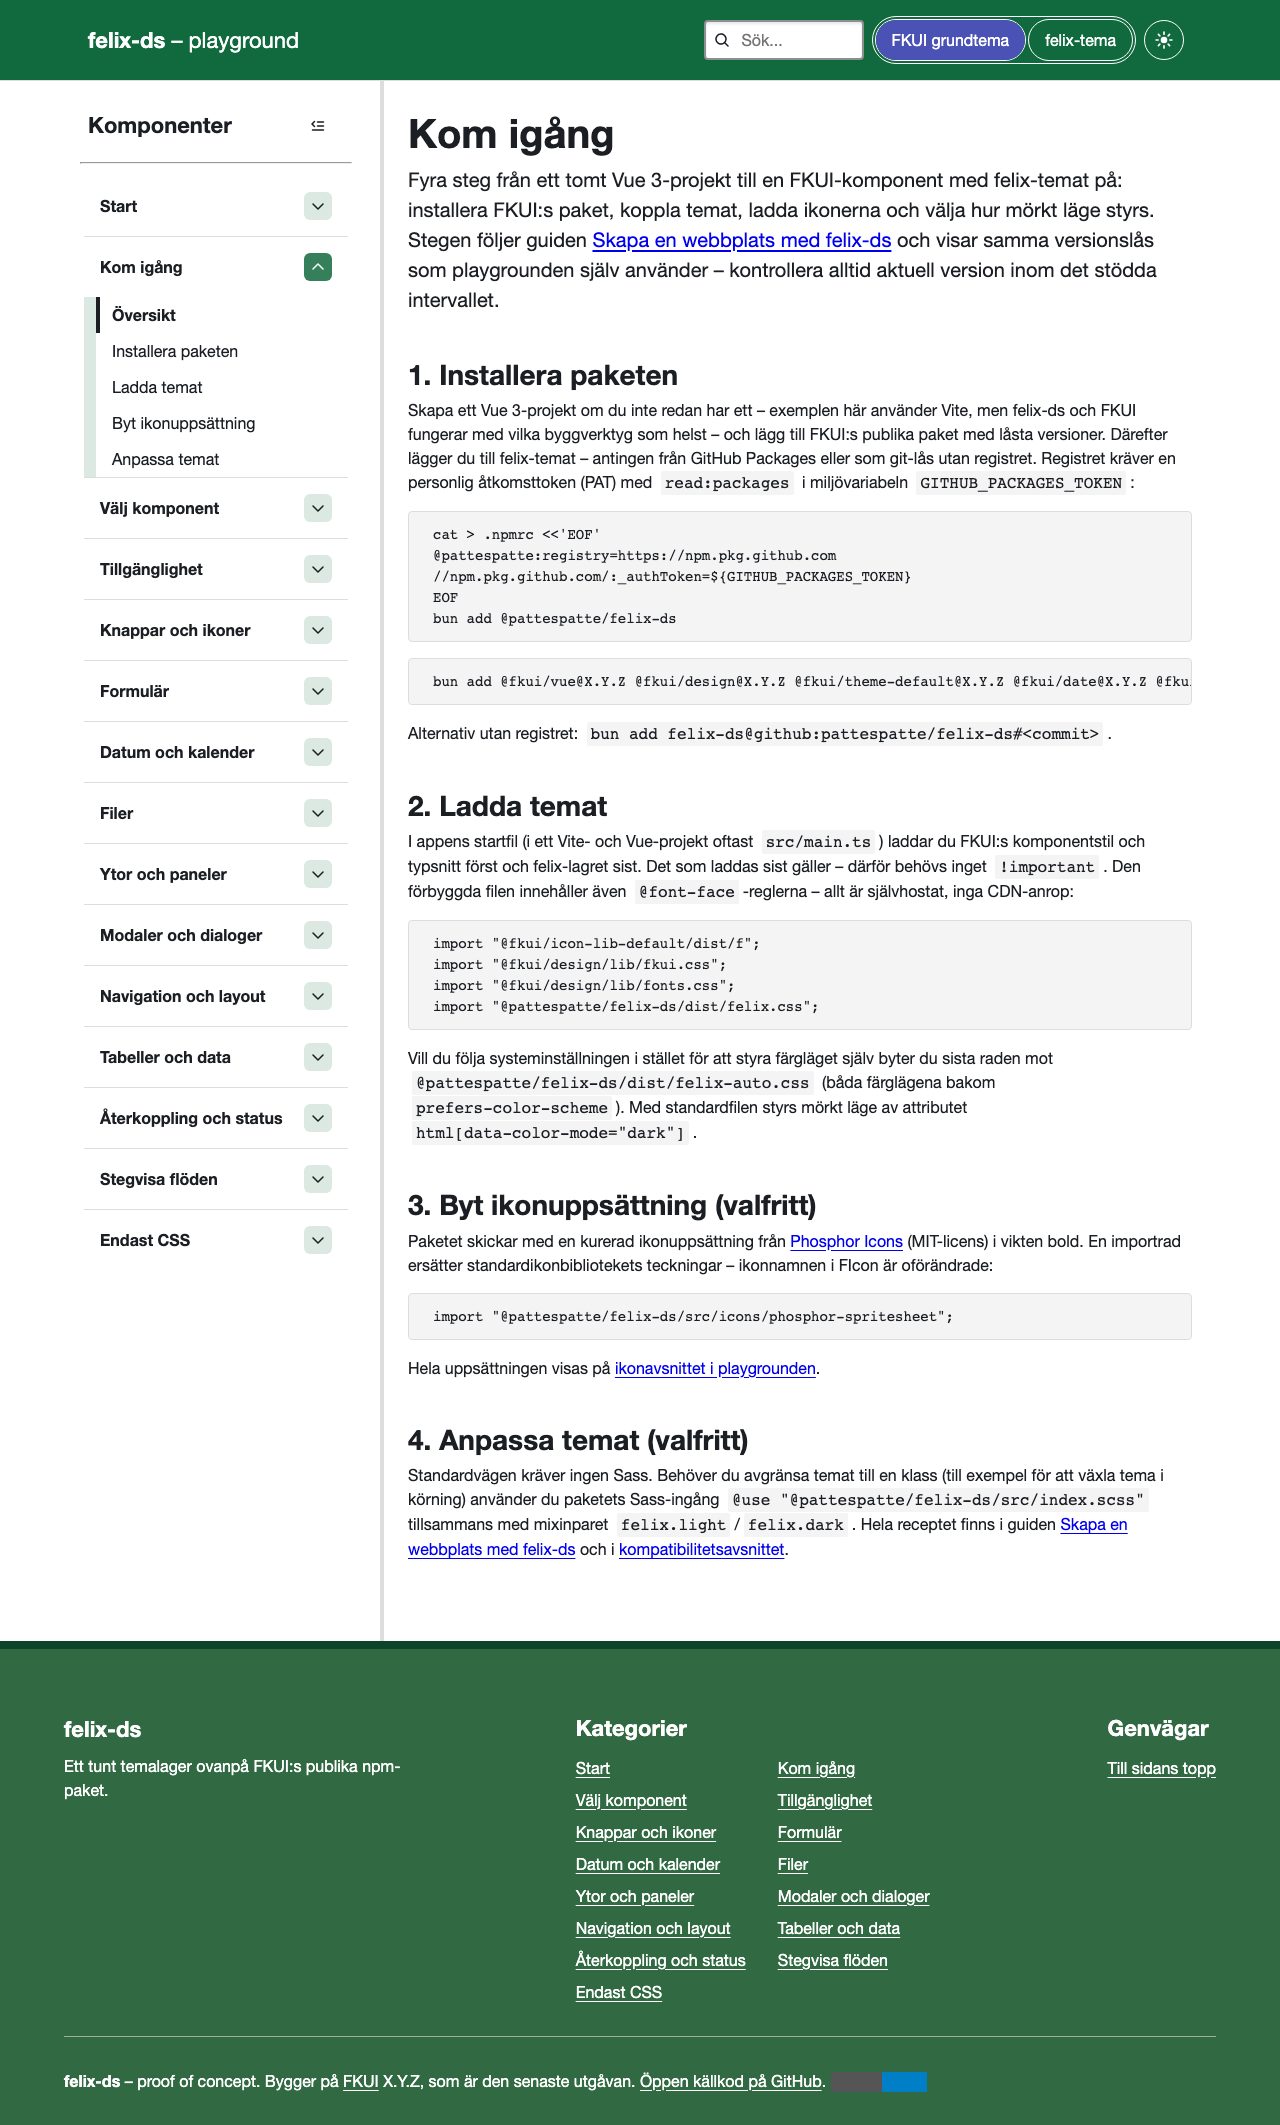 felix-ds – playground
Sök...
FKUI grundtema
felix-tema
Komponenter
Start
Kom igång
Översikt
Installera paketen
Ladda temat
Byt ikonuppsättning
Anpassa temat
Välj komponent
Tillgänglighet
Knappar och ikoner
Formulär
Datum och kalender
Filer
Ytor och paneler
Modaler och dialoger
Navigation och layout
Tabeller och data
Återkoppling och status
Stegvisa flöden
Endast CSS
Kom igång
Fyra steg från ett tomt Vue 3-projekt till en FKUI-komponent med felix-temat på:
installera FKUI:s paket, koppla temat, ladda ikonerna och välja hur mörkt läge styrs.
Stegen följer guiden Skapa en webbplats med felix-ds och visar samma versionslås
som playgrounden själv använder – kontrollera alltid aktuell version inom det stödda
intervallet.
1. Installera paketen
Skapa ett Vue 3-projekt om du inte redan har ett – exemplen här använder Vite, men felix-ds och FKUI
fungerar med vilka byggverktyg som helst – och lägg till FKUI:s publika paket med låsta versioner. Därefter
lägger du till felix-temat – antingen från GitHub Packages eller som git-lås utan registret. Registret kräver en
personlig åtkomsttoken (PAT) med read:packages i miljövariabeln GITHUB_PACKAGES_TOKEN :
cat > .npmrc <<'EOF'
@pattespatte:registry=https://npm.pkg.github.com
//npm.pkg.github.com/:_authToken=${GITHUB_PACKAGES_TOKEN}
EOF
bun add @pattespatte/felix-ds
bun add @fkui/vue@X.Y.Z @fkui/design@X.Y.Z @fkui/theme-default@X.Y.Z @fkui/date@X.Y.Z @fku
Alternativ utan registret: bun add felix-ds@github:pattespatte/felix-ds#<commit> .
2. Ladda temat
I appens startfil (i ett Vite- och Vue-projekt oftast src/main.ts ) laddar du FKUI:s komponentstil och
typsnitt först och felix-lagret sist. Det som laddas sist gäller – därför behövs inget !important . Den
förbyggda filen innehåller även @font-face -reglerna – allt är självhostat, inga CDN-anrop:
import "@fkui/icon-lib-default/dist/f";
import "@fkui/design/lib/fkui.css";
import "@fkui/design/lib/fonts.css";
import "@pattespatte/felix-ds/dist/felix.css";
Vill du följa systeminställningen i stället för att styra färgläget själv byter du sista raden mot
@pattespatte/felix-ds/dist/felix-auto.css (båda färglägena bakom
prefers-color-scheme ). Med standardfilen styrs mörkt läge av attributet
html[data-color-mode="dark"] .
3. Byt ikonuppsättning (valfritt)
Paketet skickar med en kurerad ikonuppsättning från Phosphor Icons (MIT-licens) i vikten bold. En importrad
ersätter standardikonbibliotekets teckningar – ikonnamnen i FIcon är oförändrade:
import "@pattespatte/felix-ds/src/icons/phosphor-spritesheet";
Hela uppsättningen visas på ikonavsnittet i playgrounden.
4. Anpassa temat (valfritt)
Standardvägen kräver ingen Sass. Behöver du avgränsa temat till en klass (till exempel för att växla tema i
körning) använder du paketets Sass-ingång @use "@pattespatte/felix-ds/src/index.scss"
tillsammans med mixinparet felix.light / felix.dark . Hela receptet finns i guiden Skapa en
webbplats med felix-ds och i kompatibilitetsavsnittet.
felix-ds
Ett tunt temalager ovanpå FKUI:s publika npm-
paket.
Kategorier
Start
Kom igång
Välj komponent
Tillgänglighet
Knappar och ikoner
Formulär
Datum och kalender
Filer
Ytor och paneler
Modaler och dialoger
Navigation och layout
Tabeller och data
Återkoppling och status
Stegvisa flöden
Endast CSS
Genvägar
Till sidans topp
felix-ds – proof of concept. Bygger på FKUI X.Y.Z, som är den senaste utgåvan. Öppen källkod på GitHub.